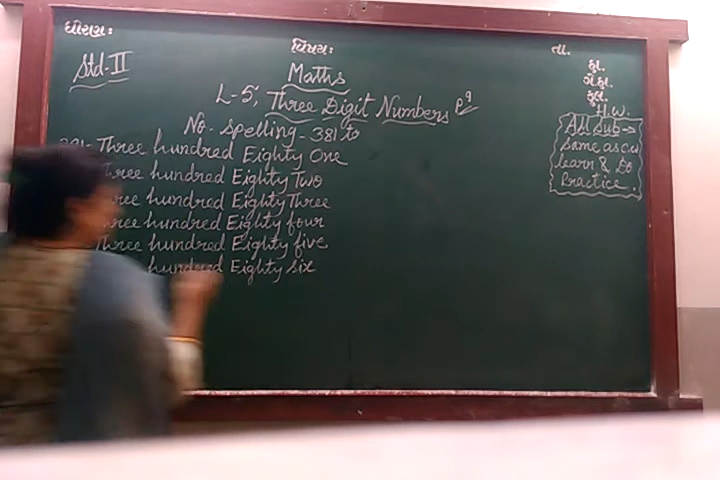 ધોરણ:
વિષય:
તા.
Std-II
Maths
હા.
ગે.હા.
કુલ.
L-5, Three Digit Numbers P 9
H.W.
No. Spelling - 381 to
All Sub →
Same as cw
learn & Do
Practice.
381- Three hundred Eighty One
Three hundred Eighty Two
Three hundred Eighty Three
Three hundred Eighty four
Three hundred Eighty five
hundred Eighty six